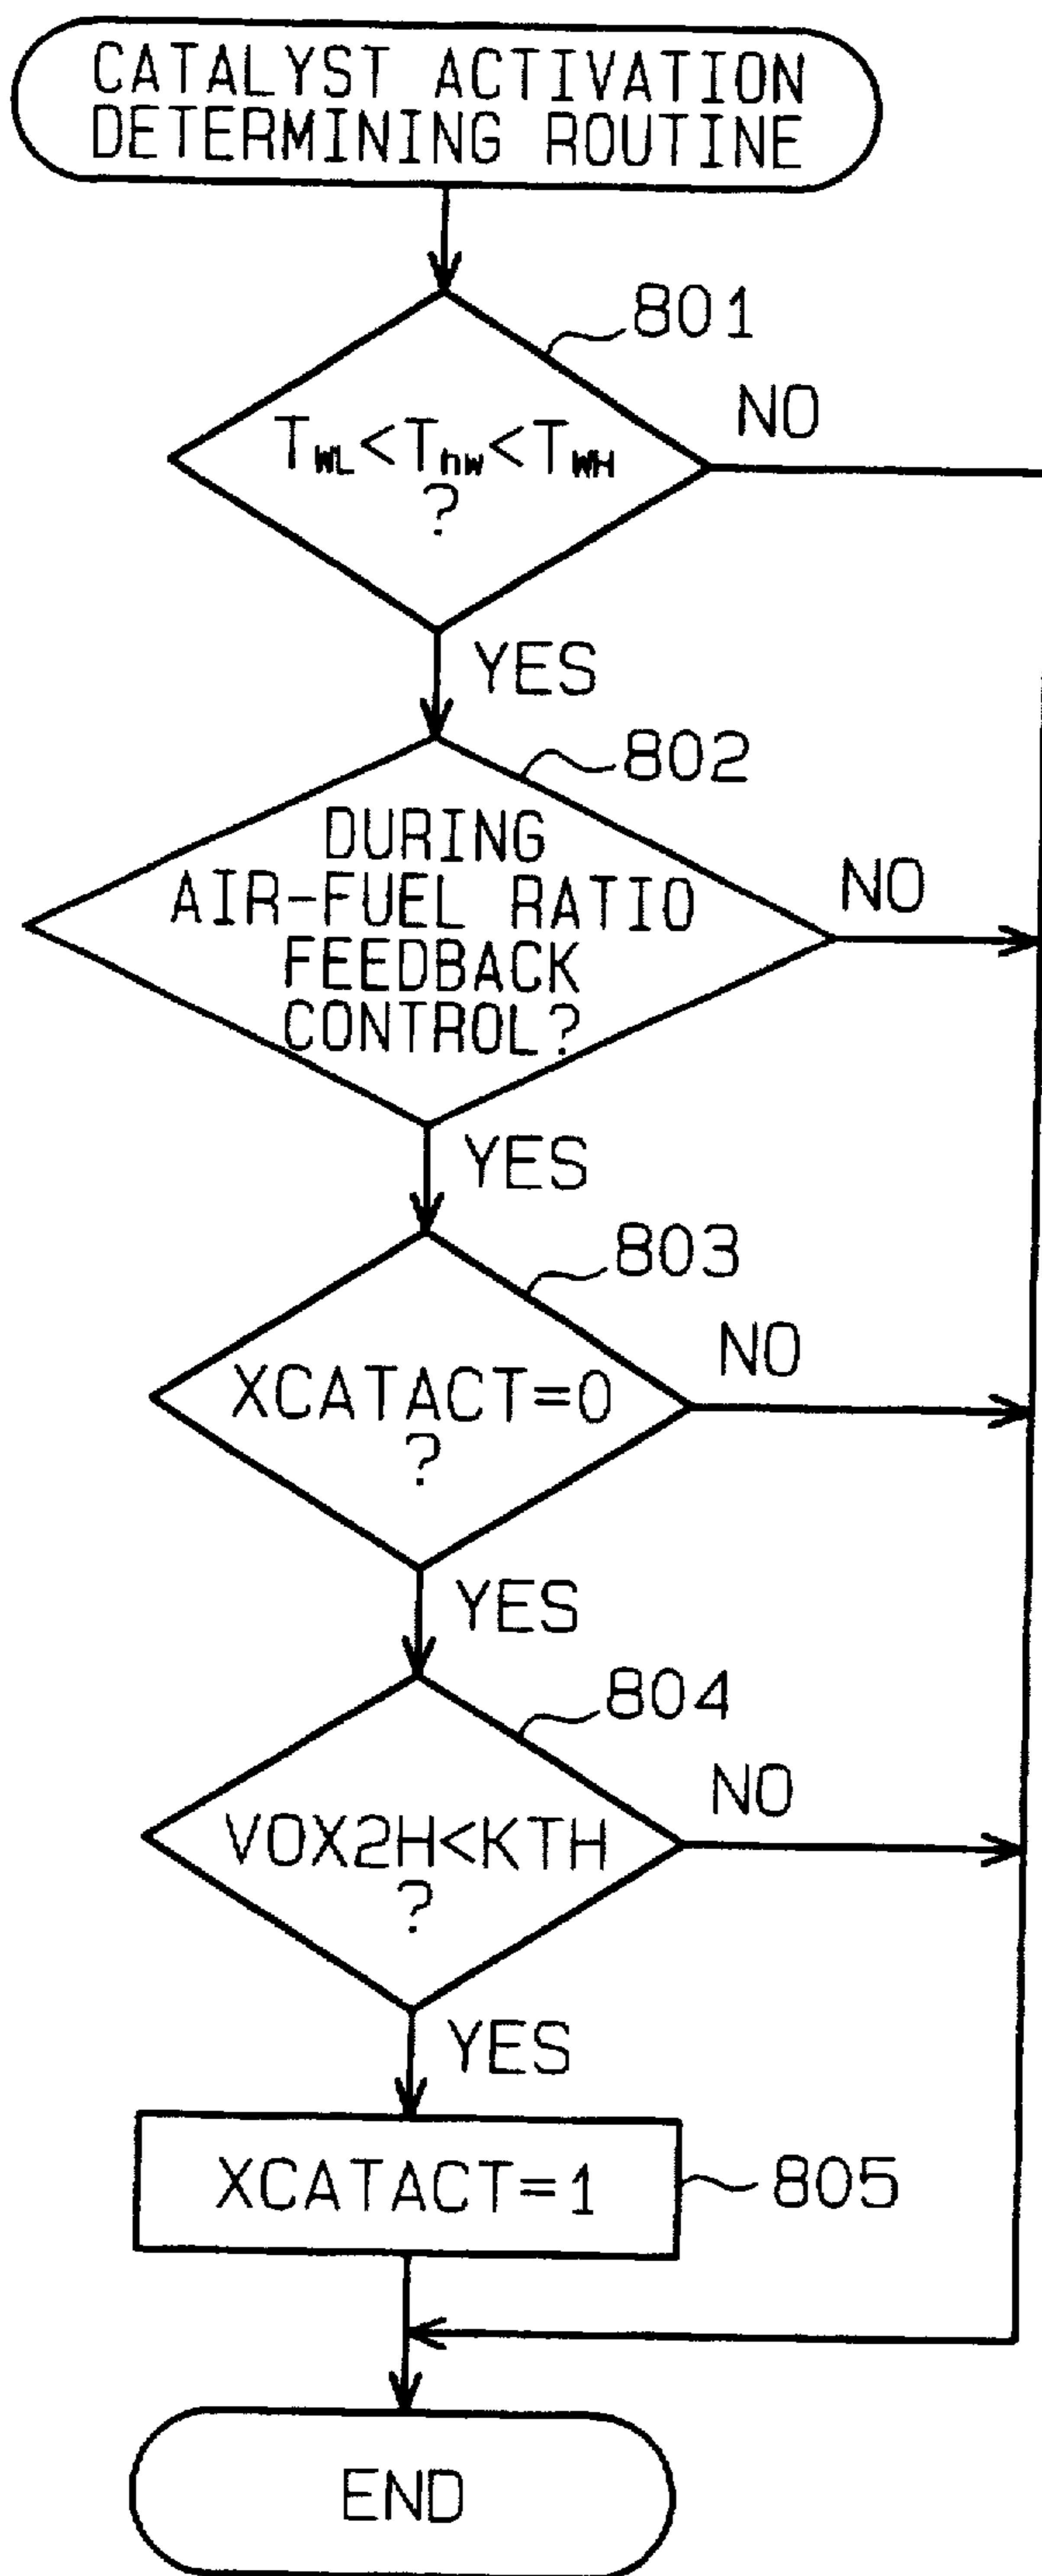 CATALYST ACTIVATION
DETERMINING ROUTINE
801
TWL<Thw<TWH
?
NO
YES
802
DURING
AIR-FUEL RATIO
FEEDBACK
CONTROL?
NO
YES
803
XCATACT=0
?
NO
YES
804
VOX2H<KTH
?
NO
YES
XCATACT=1
805
END